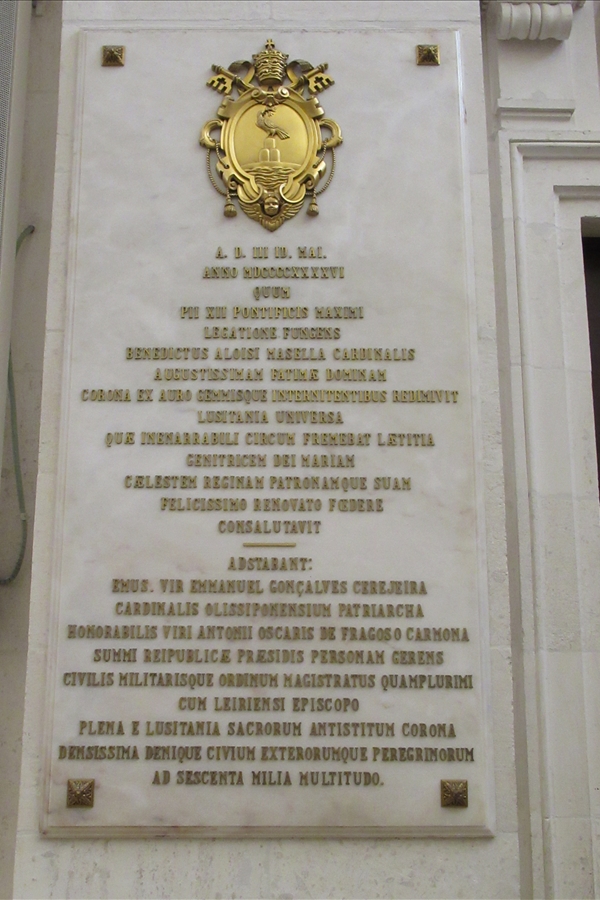 A. D. III ID. MAI.
ANNO MDCCCCXXXXVI
QUUM
PII XII PONTIFICIS MAXIMI
LEGATIONE FUNGENS
BENEDICTUS ALOISI MASELLA CARDINALIS
AUGUSTISSIMAM FATIMÆ DOMINAM
CORONA EX AURO GEMMISQUE INTERNITENTIBUS REDIMIVIT
LUSITANIA UNIVERSA
QUÆ INENARRABILI CIRCUM FREMEBAT LÆTITIA
GENITRICEM DEI MARIAM
CÆLESTEM REGINAM PATRONAMQUE SUAM
FELICISSIMO RENOVATO FŒDERE
CONSALUTAVIT
ADSTABANT:
EMUS. VIR EMMANUEL GONÇALVES CEREJEIRA
CARDINALIS OLISSIPONENSIUM PATRIARCHA
HONORABILIS VIRI ANTONII OSCARIS DE FRAGOSO CARMONA
SUMMI REIPUBLICÆ PRÆSIDIS PERSONAM GERENS
CIVILIS MILITARISQUE ORDINUM MAGISTRATUS QUAMPLURIMI
CUM LEIRIENSI EPISCOPO
PLENA E LUSITANIA SACRORUM ANTISTITUM CORONA
DENSISSIMA DENIQUE CIVIUM EXTERORUMQUE PEREGRINORUM
AD SESCENTA MILIA MULTITUDO.